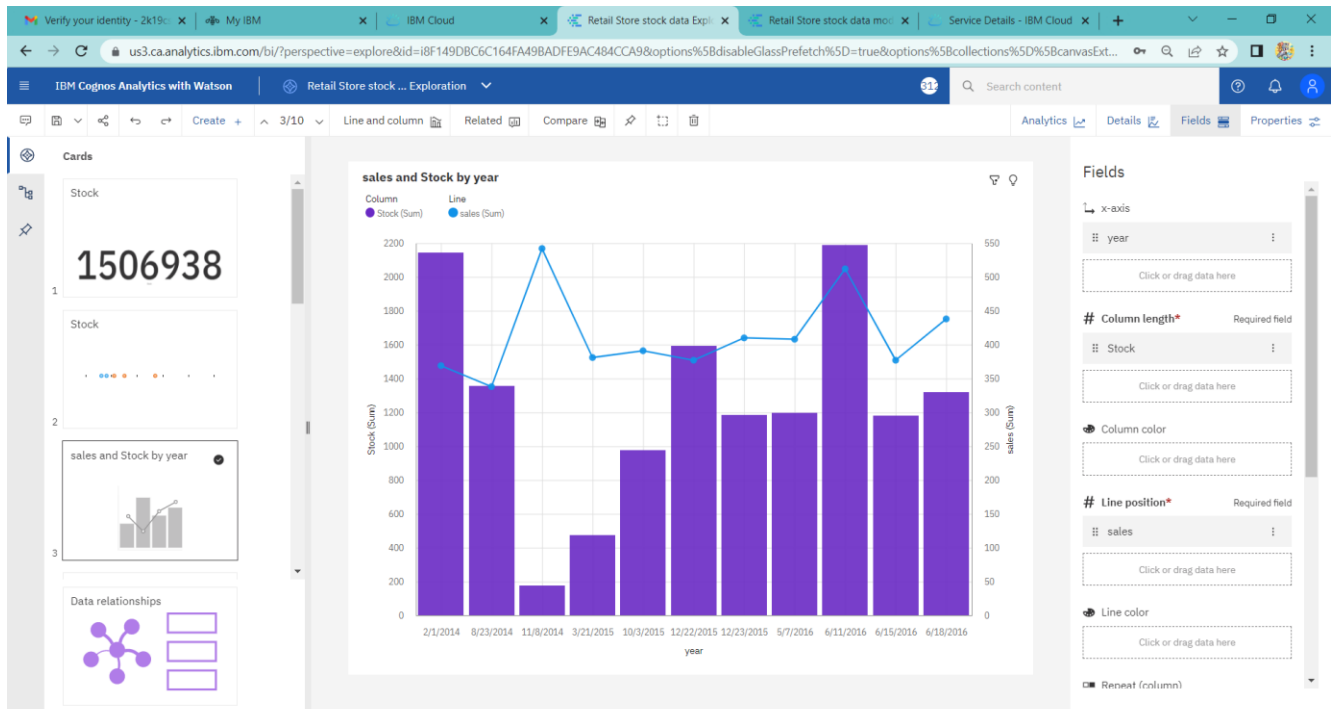 Verify your identity - 2k19c
My IBM
IBM Cloud
Retail Store stock data Expl
Retail Store stock data mod
Service Details - IBM Cloud
us3.ca.analytics.ibm.com/bi/?perspective=explore&id=i8F149DBC6C164FA49BADFE9AC484CCA9&options%5BdisableGlassPrefetch%5D=true&options%5Bcollections%5D%5BcanvasExt...
IBM Cognos Analytics with Watson
Retail Store stock ... Exploration
312
Search content
Create +
3/10
Line and column
Related
Compare
Analytics
Details
Fields
Properties
Cards
Stock
1506938
1
Stock
2
sales and Stock by year
3
Data relationships
sales and Stock by year
Column
Line
Stock (Sum)
sales (Sum)
Stock (Sum)
2200
2000
1800
1600
1400
1200
1000
800
600
400
200
0
550
500
450
400
350
300
250
200
150
100
50
0
sales (Sum)
2/1/2014 8/23/2014 11/8/2014 3/21/2015 10/3/2015 12/22/2015 12/23/2015 5/7/2016 6/11/2016 6/15/2016 6/18/2016
year
Fields
x-axis
year
Click or drag data here
# Column length* Required field
Stock
Click or drag data here
Column color
Click or drag data here
# Line position* Required field
sales
Click or drag data here
Line color
Click or drag data here
Repeat (column)